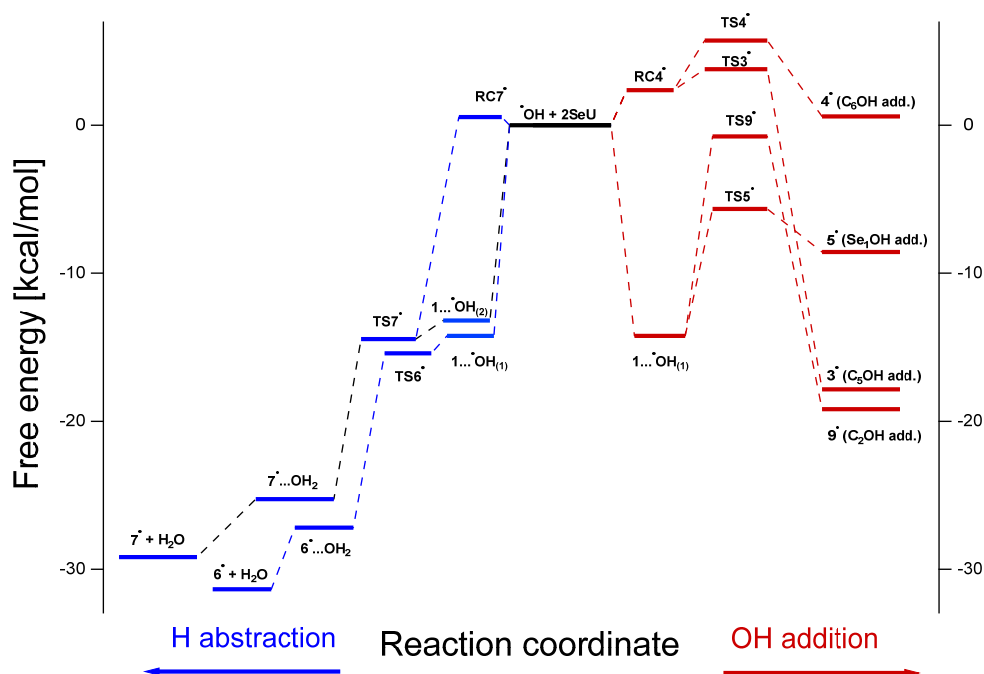 TS4•
TS3•
RC4•
RC7•
•OH + 2SeU
4• (C₆OH add.)
0
0
TS9•
TS5•
5• (Se₁OH add.)
-10
-10
1...•OH₍₂₎
TS7•
1...•OH₍₁₎
1...•OH₍₁₎
TS6•
3• (C₅OH add.)
-20
-20
9• (C₂OH add.)
7•...OH₂
7• + H₂O
6•...OH₂
6• + H₂O
-30
-30
Free energy [kcal/mol]
H abstraction
Reaction coordinate
OH addition